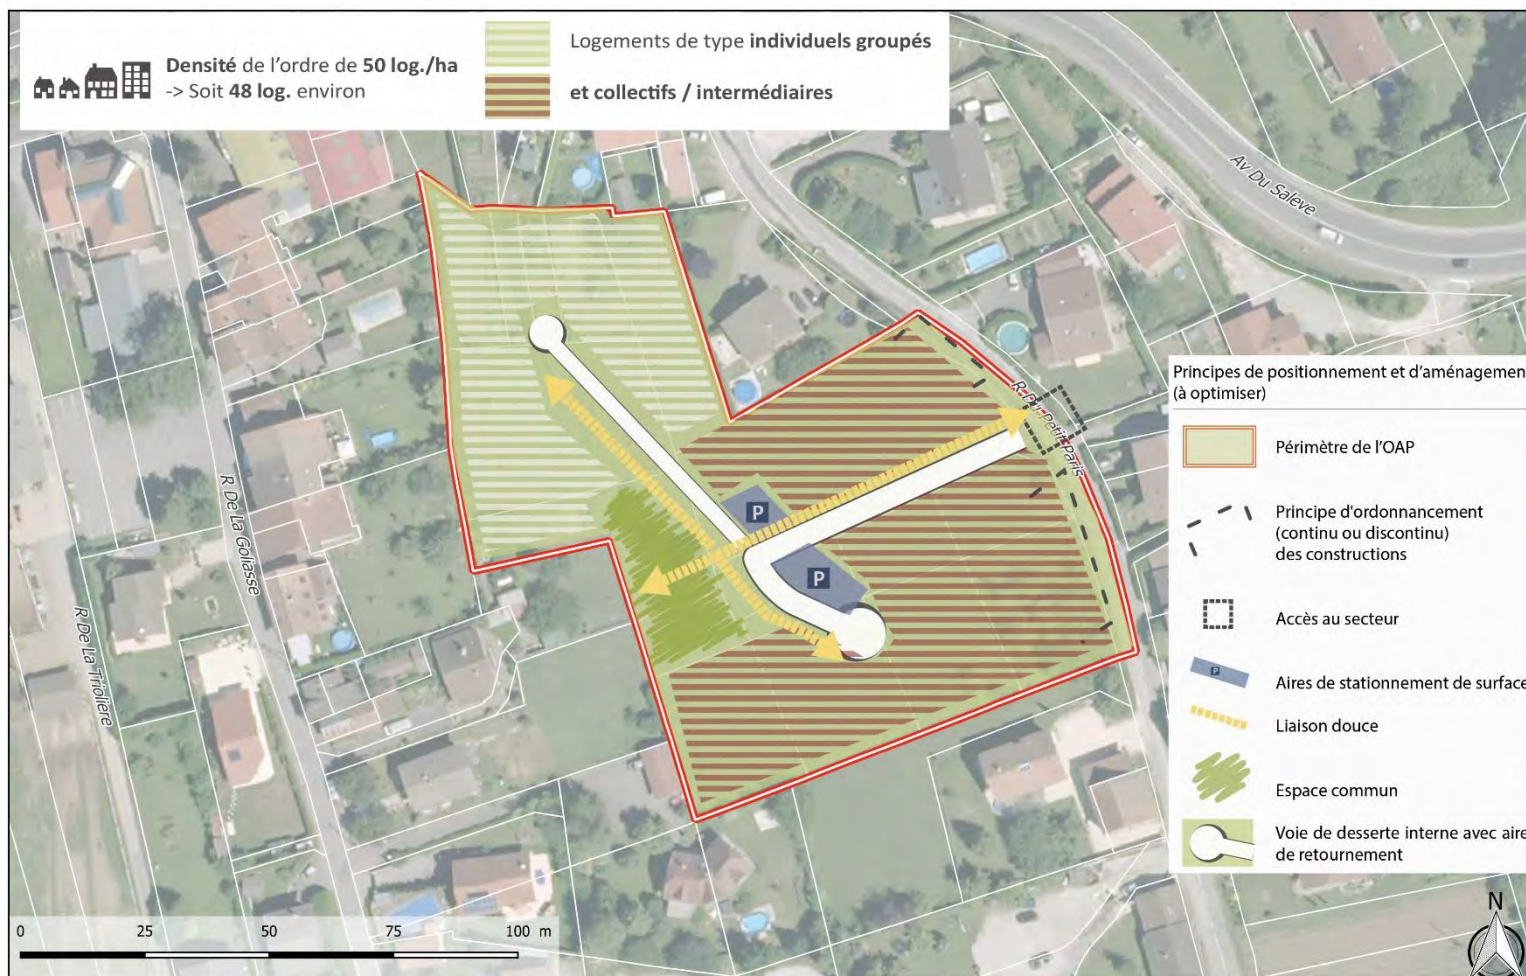 Densité de l'ordre de 50 log./ha
-> Soit 48 log. environ
Logements de type individuels groupés
et collectifs / intermédiaires
Av Du Saleve
R Du Petit Paris
R De La Goliasse
R De La Trioliere
P
P
Principes de positionnement et d'aménagemen
(à optimiser)
Périmètre de l'OAP
Principe d'ordonnancement
(continu ou discontinu)
des constructions
Accès au secteur
P
Aires de stationnement de surface
Liaison douce
Espace commun
Voie de desserte interne avec aire
de retournement
0 25 50 75 100 m
N